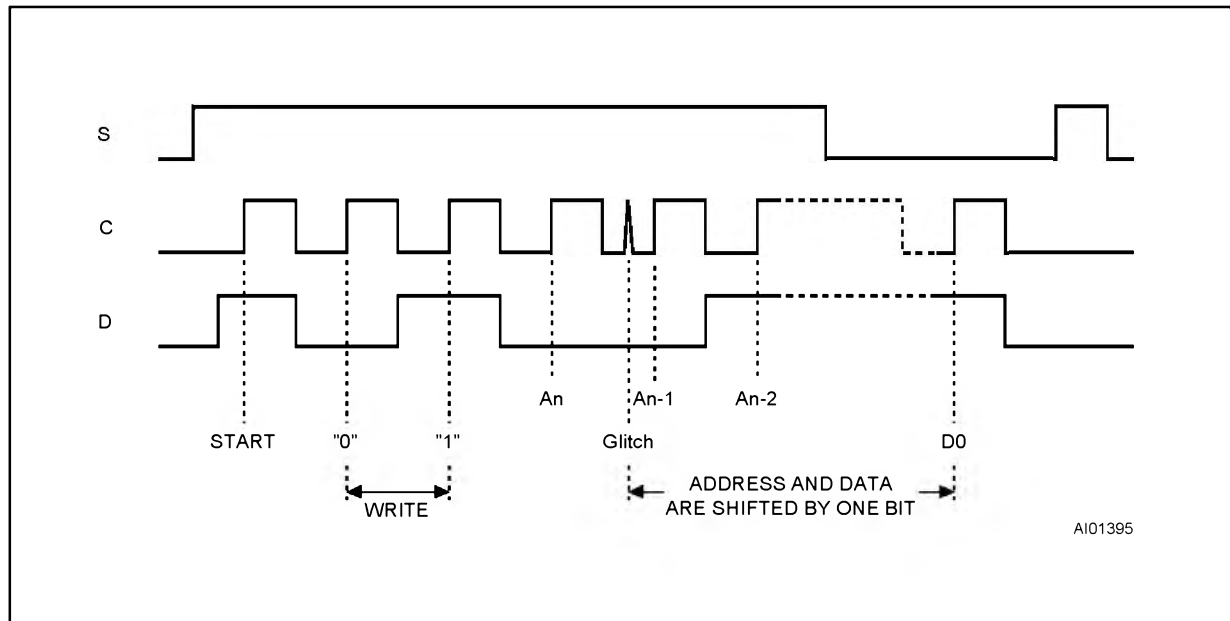 S
C
D
An
An-1
An-2
START
"0"
"1"
Glitch
D0
WRITE
ADDRESS AND DATA
ARE SHIFTED BY ONE BIT
AI01395